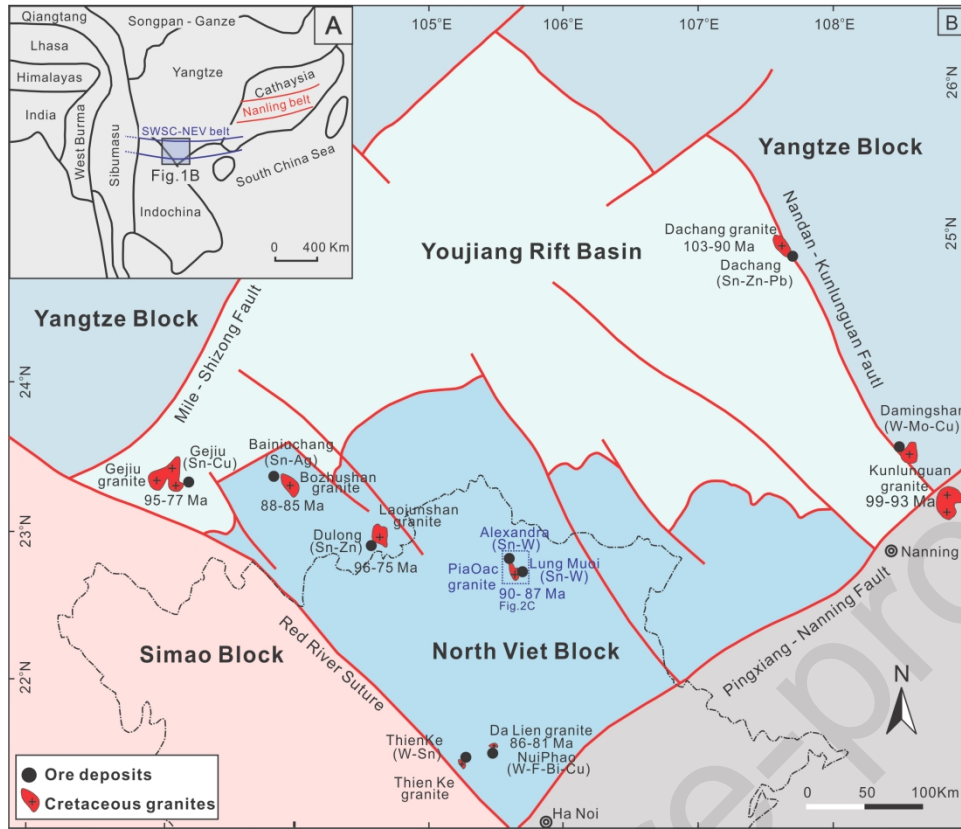 105°E
106°E
107°E
108°E
B
26°N
25°N
24°N
23°N
22°N
A
Qiangtang
Songpan - Ganze
Lhasa
Himalayas
India
West Burma
Sibumasu
Yangtze
Cathaysia
Nanling belt
SWSC-NEV belt
Fig.1B
South China Sea
Indochina
0 400 Km
Yangtze Block
Nandan - Kunlunguan Fautl
Youjiang Rift Basin
Dachang granite
103-90 Ma
Dachang
(Sn-Zn-Pb)
Yangtze Block
Mile - Shizong Fault
Damingshan
(W-Mo-Cu)
Kunlunguan
granite
99-93 Ma
Nanning
Gejiu
(Sn-Cu)
Gejiu
granite
95-77 Ma
Bainiuchang
(Sn-Ag)
Bozhushan
granite
88-85 Ma
Laojunshan
granite
Dulong
(Sn-Zn)
96-75 Ma
Alexandra
(Sn-W)
Lung Muoi
(Sn-W)
PiaOac
granite
90- 87 Ma
Fig.2C
Simao Block
Red River Suture
North Viet Block
Pingxiang - Nanning Fault
N
Da Lien granite
86-81 Ma
NuiPhao
(W-F-Bi-Cu)
ThienKe
(W-Sn)
Thien Ke
granite
Ore deposits
Cretaceous granites
Ha Noi
0 50 100Km
re-pro